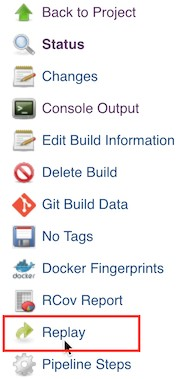 Back to Project
Status
Changes
Console Output
Edit Build Information
Delete Build
Git Build Data
No Tags
docker
Docker Fingerprints
RCov Report
Replay
Pipeline Steps